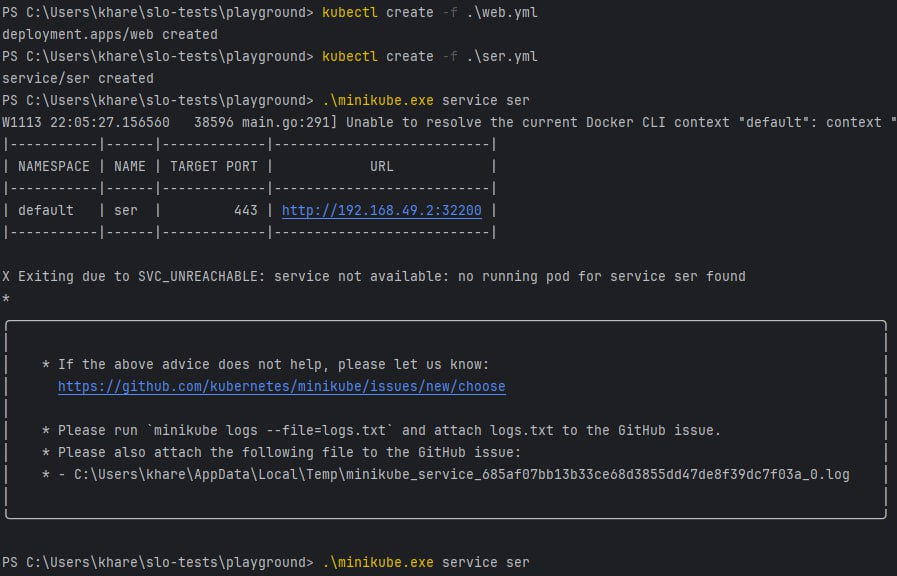 PS C:\Users\khare\slo-tests\playground> kubectl create -f .\web.yml
deployment.apps/web created
PS C:\Users\khare\slo-tests\playground> kubectl create -f .\ser.yml
service/ser created
PS C:\Users\khare\slo-tests\playground> .\minikube.exe service ser
W1113 22:05:27.156560   38596 main.go:291] Unable to resolve the current Docker CLI context "default": context "
|-----------|------|-------------|---------------------------|
| NAMESPACE | NAME | TARGET PORT |            URL            |
|-----------|------|-------------|---------------------------|
| default   | ser  |         443 | http://192.168.49.2:32200 |
|-----------|------|-------------|---------------------------|
X Exiting due to SVC_UNREACHABLE: service not available: no running pod for service ser found
*
* If the above advice does not help, please let us know:
https://github.com/kubernetes/minikube/issues/new/choose
* Please run `minikube logs --file=logs.txt` and attach logs.txt to the GitHub issue.
* Please also attach the following file to the GitHub issue:
* - C:\Users\khare\AppData\Local\Temp\minikube_service_685af07bb13b33ce68d3855dd47de8f39dc7f03a_0.log
PS C:\Users\khare\slo-tests\playground> .\minikube.exe service ser